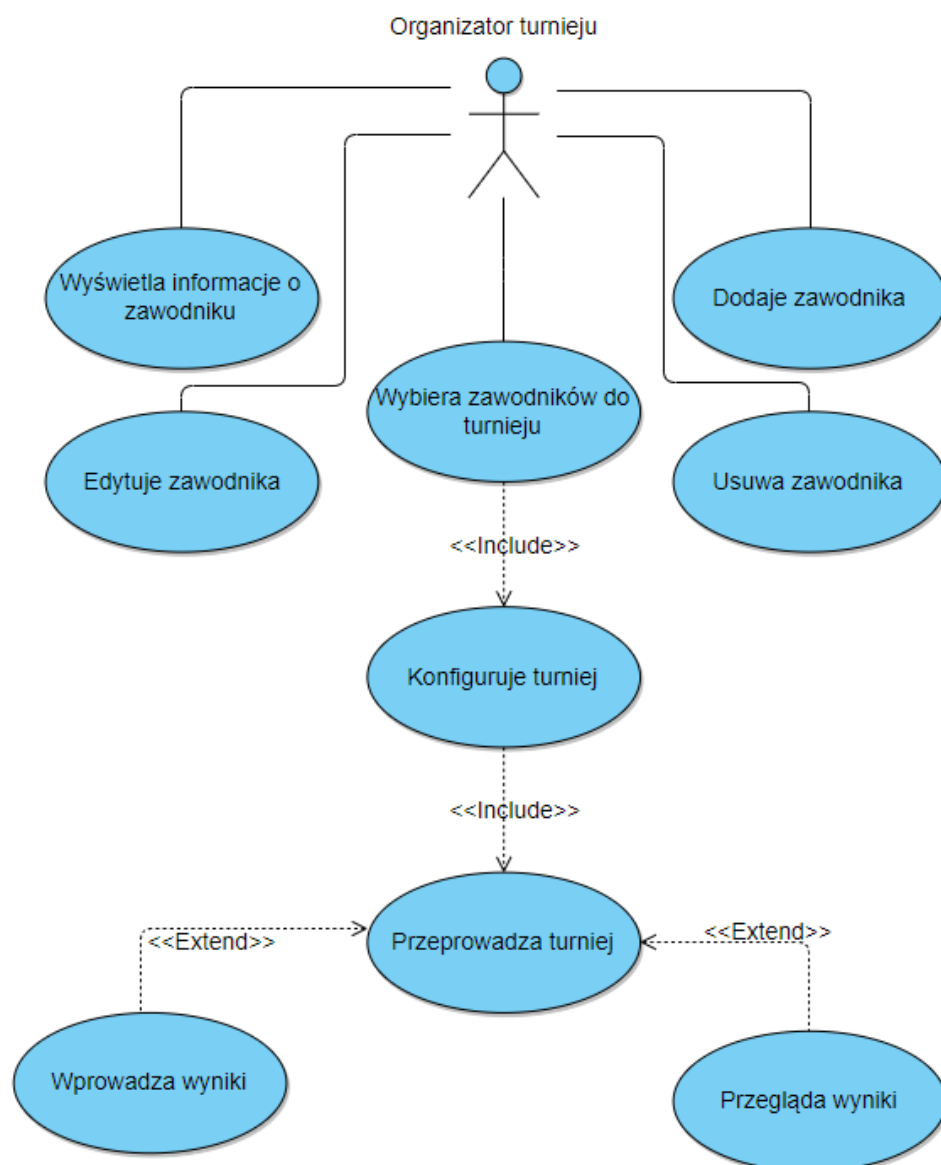 Organizator turnieju
Wyświetla informacje o
zawodniku
Dodaje zawodnika
Wybiera zawodników do
turnieju
Edytuje zawodnika
Usuwa zawodnika
<<Include>>
Konfiguruje turniej
<<Include>>
Przeprowadza turniej
<<Extend>>
<<Extend>>
Wprowadza wyniki
Przegląda wyniki